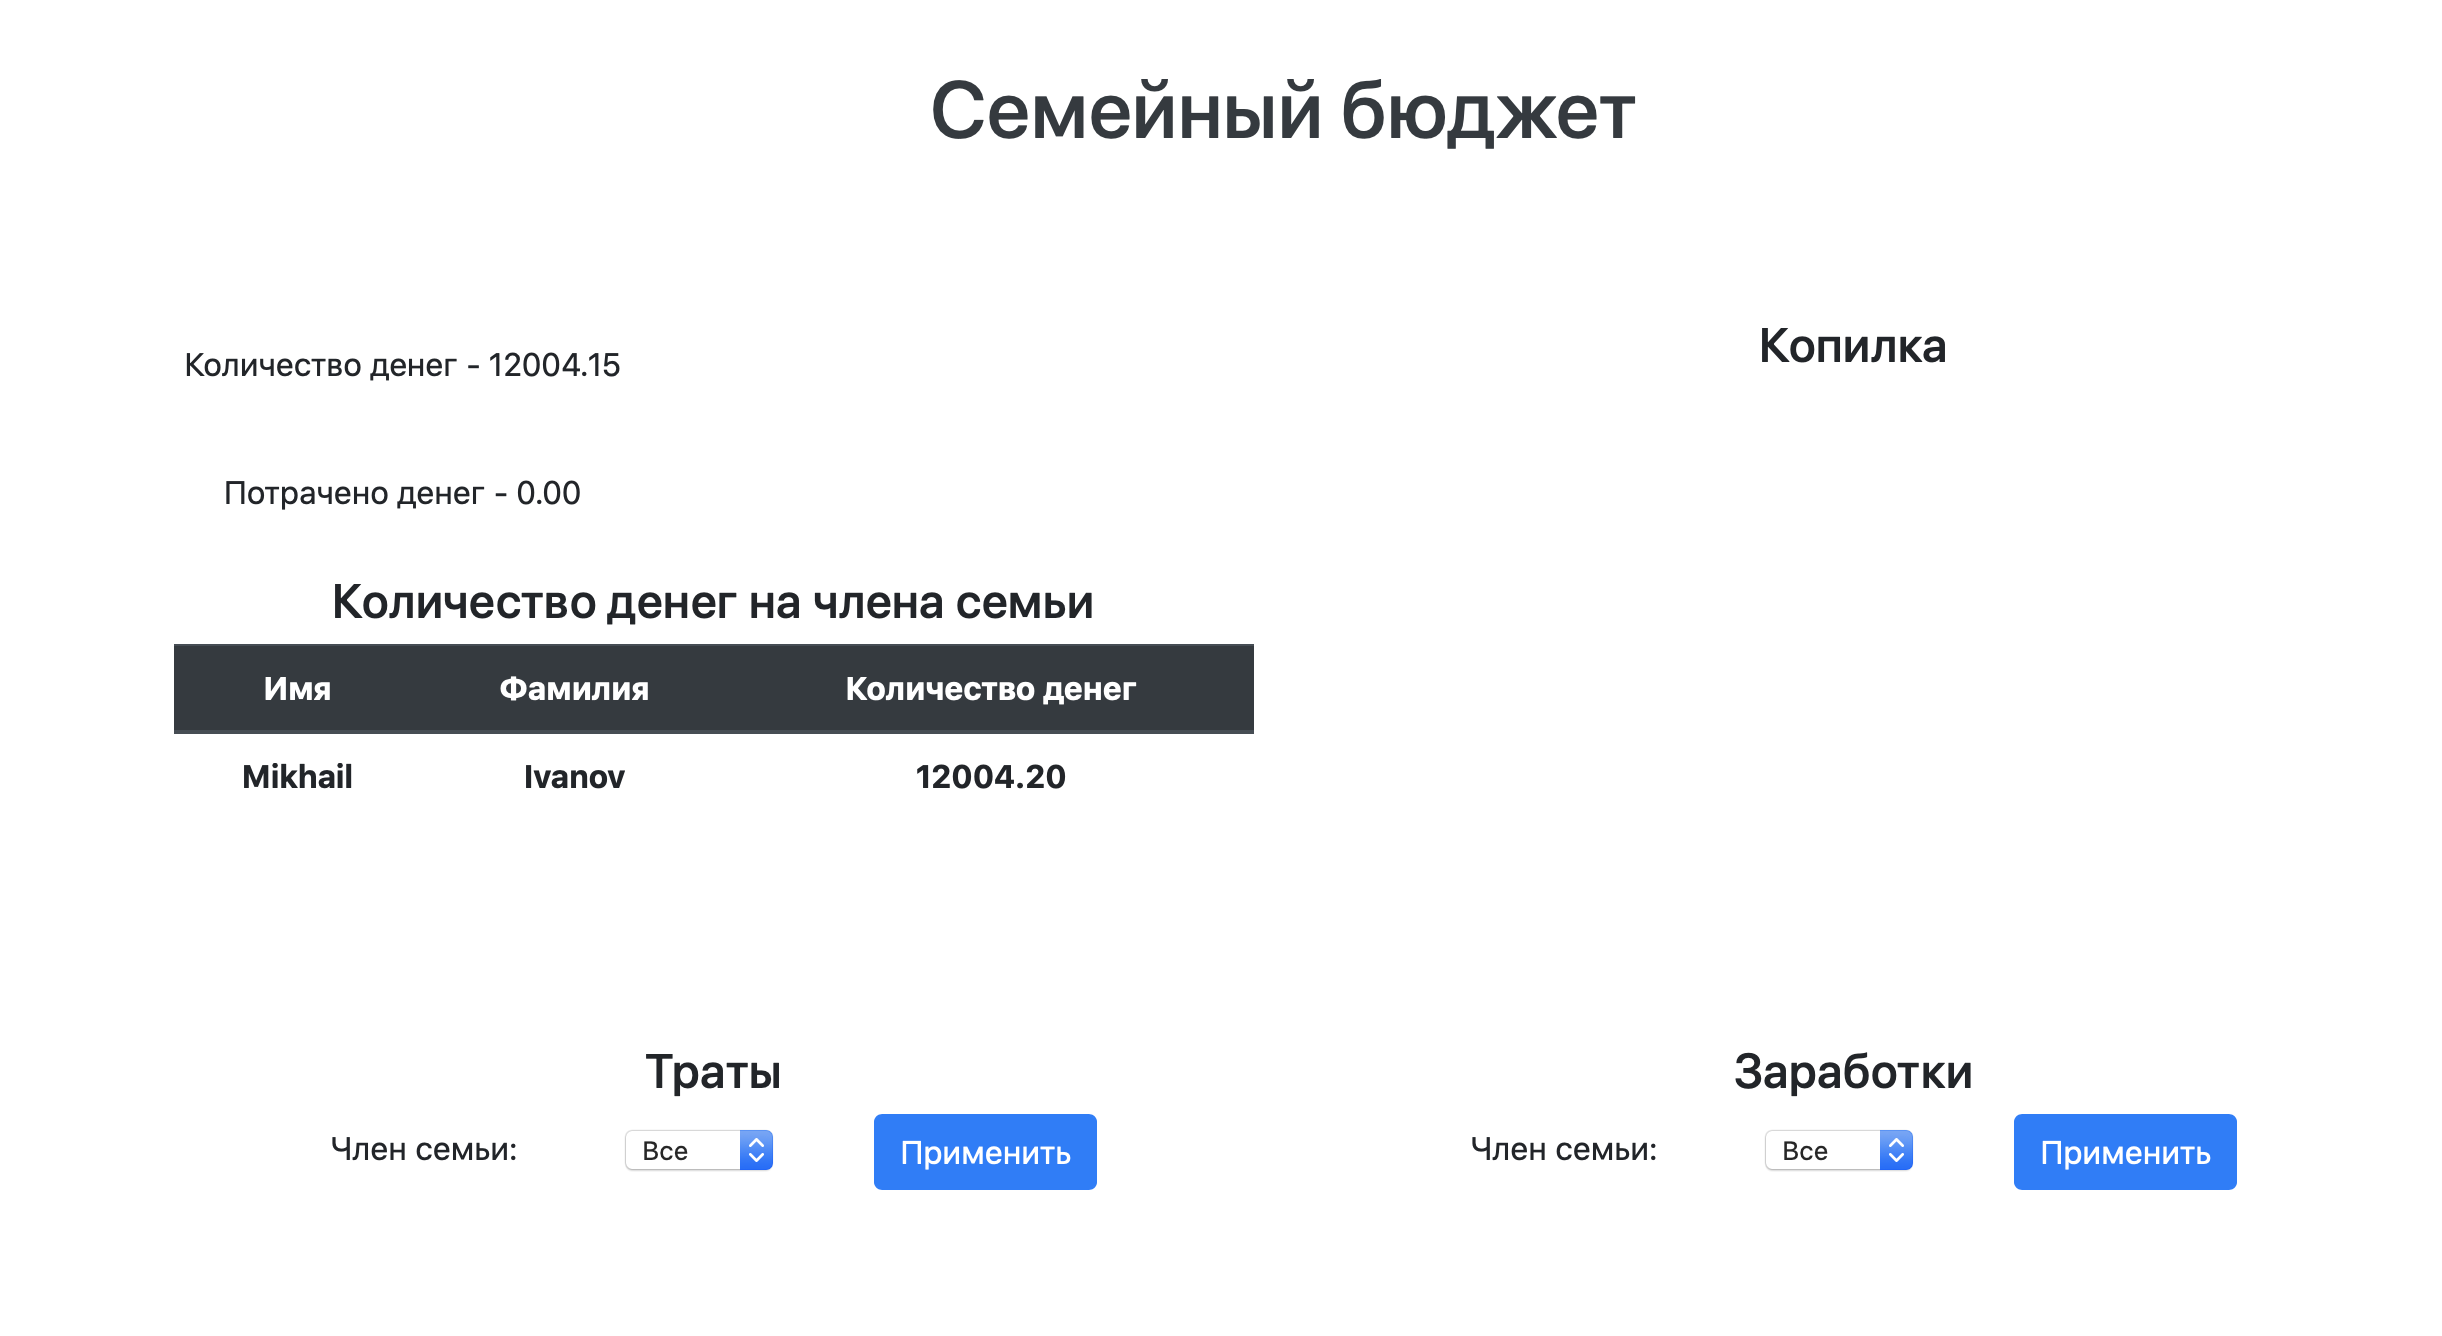 Семейный бюджет
Количество денег - 12004.15
Копилка
Потрачено денег - 0.00
Количество денег на члена семьи
Имя Фамилия Количество денег
Mikhail Ivanov 12004.20
Траты
Член семьи: Все Применить
Заработки
Член семьи: Все Применить